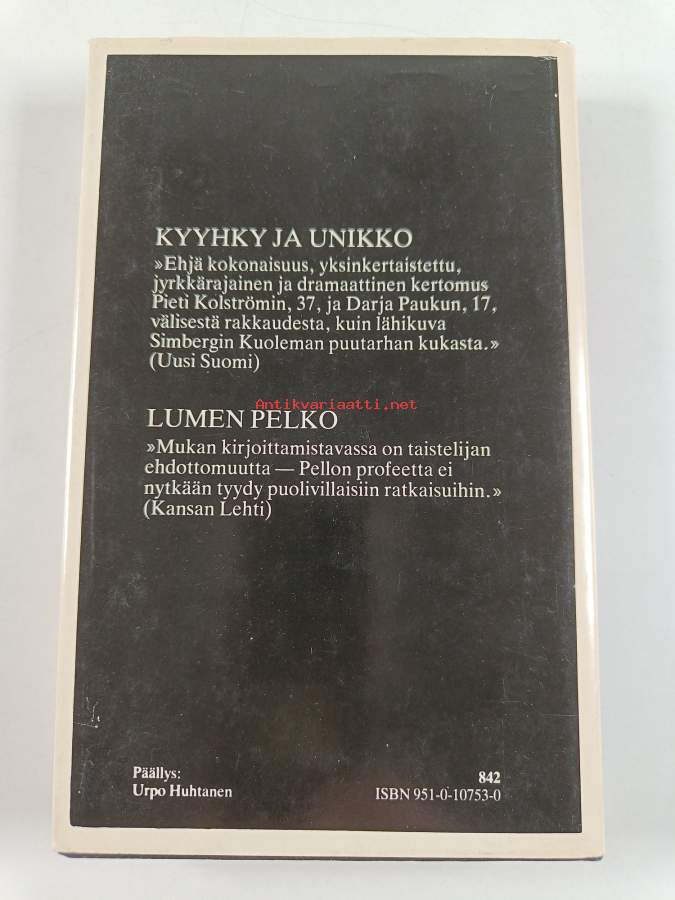 KYYHKY JA UNIKKO
»Ehjä kokonaisuus, yksinkertaistettu,
jyrkkärajainen ja dramaattinen kertomus
Pieti Kolströmin, 37, ja Darja Paukun, 17,
välisestä rakkaudesta, kuin lähikuva
Simbergin Kuoleman puutarhan kukasta.»
(Uusi Suomi)
Antikvariaatti.net
LUMEN PELKO
»Mukan kirjoittamistavassa on taistelijan
ehdottomuutta — Pellon profeetta ei
nytkään tyydy puolivillaisiin ratkaisuihin.»
(Kansan Lehti)
Päällys:
Urpo Huhtanen
842
ISBN 951-0-10753-0